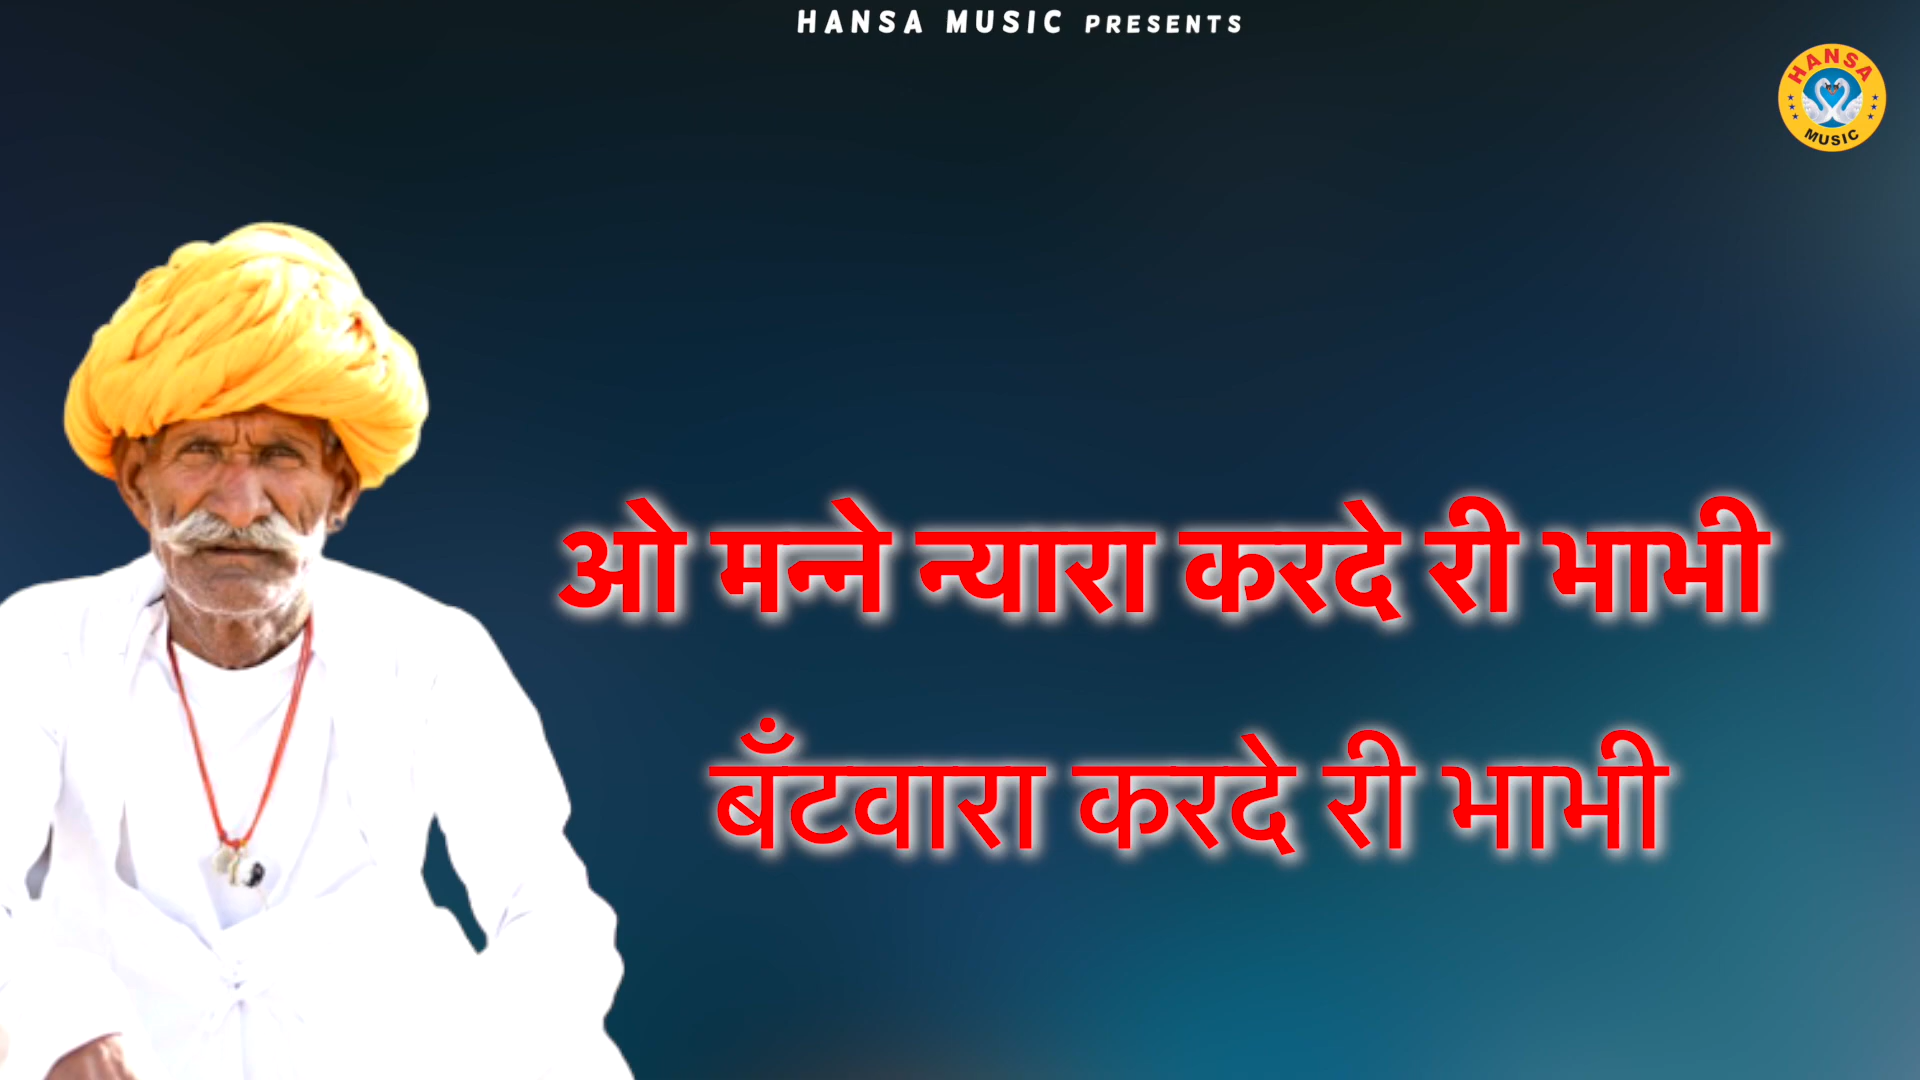 HANSA MUSIC PRESENTS
HANSA
MUSIC
ओ मन्ने न्यारा करदे री भाभी
बँटवारा करदे री भाभी